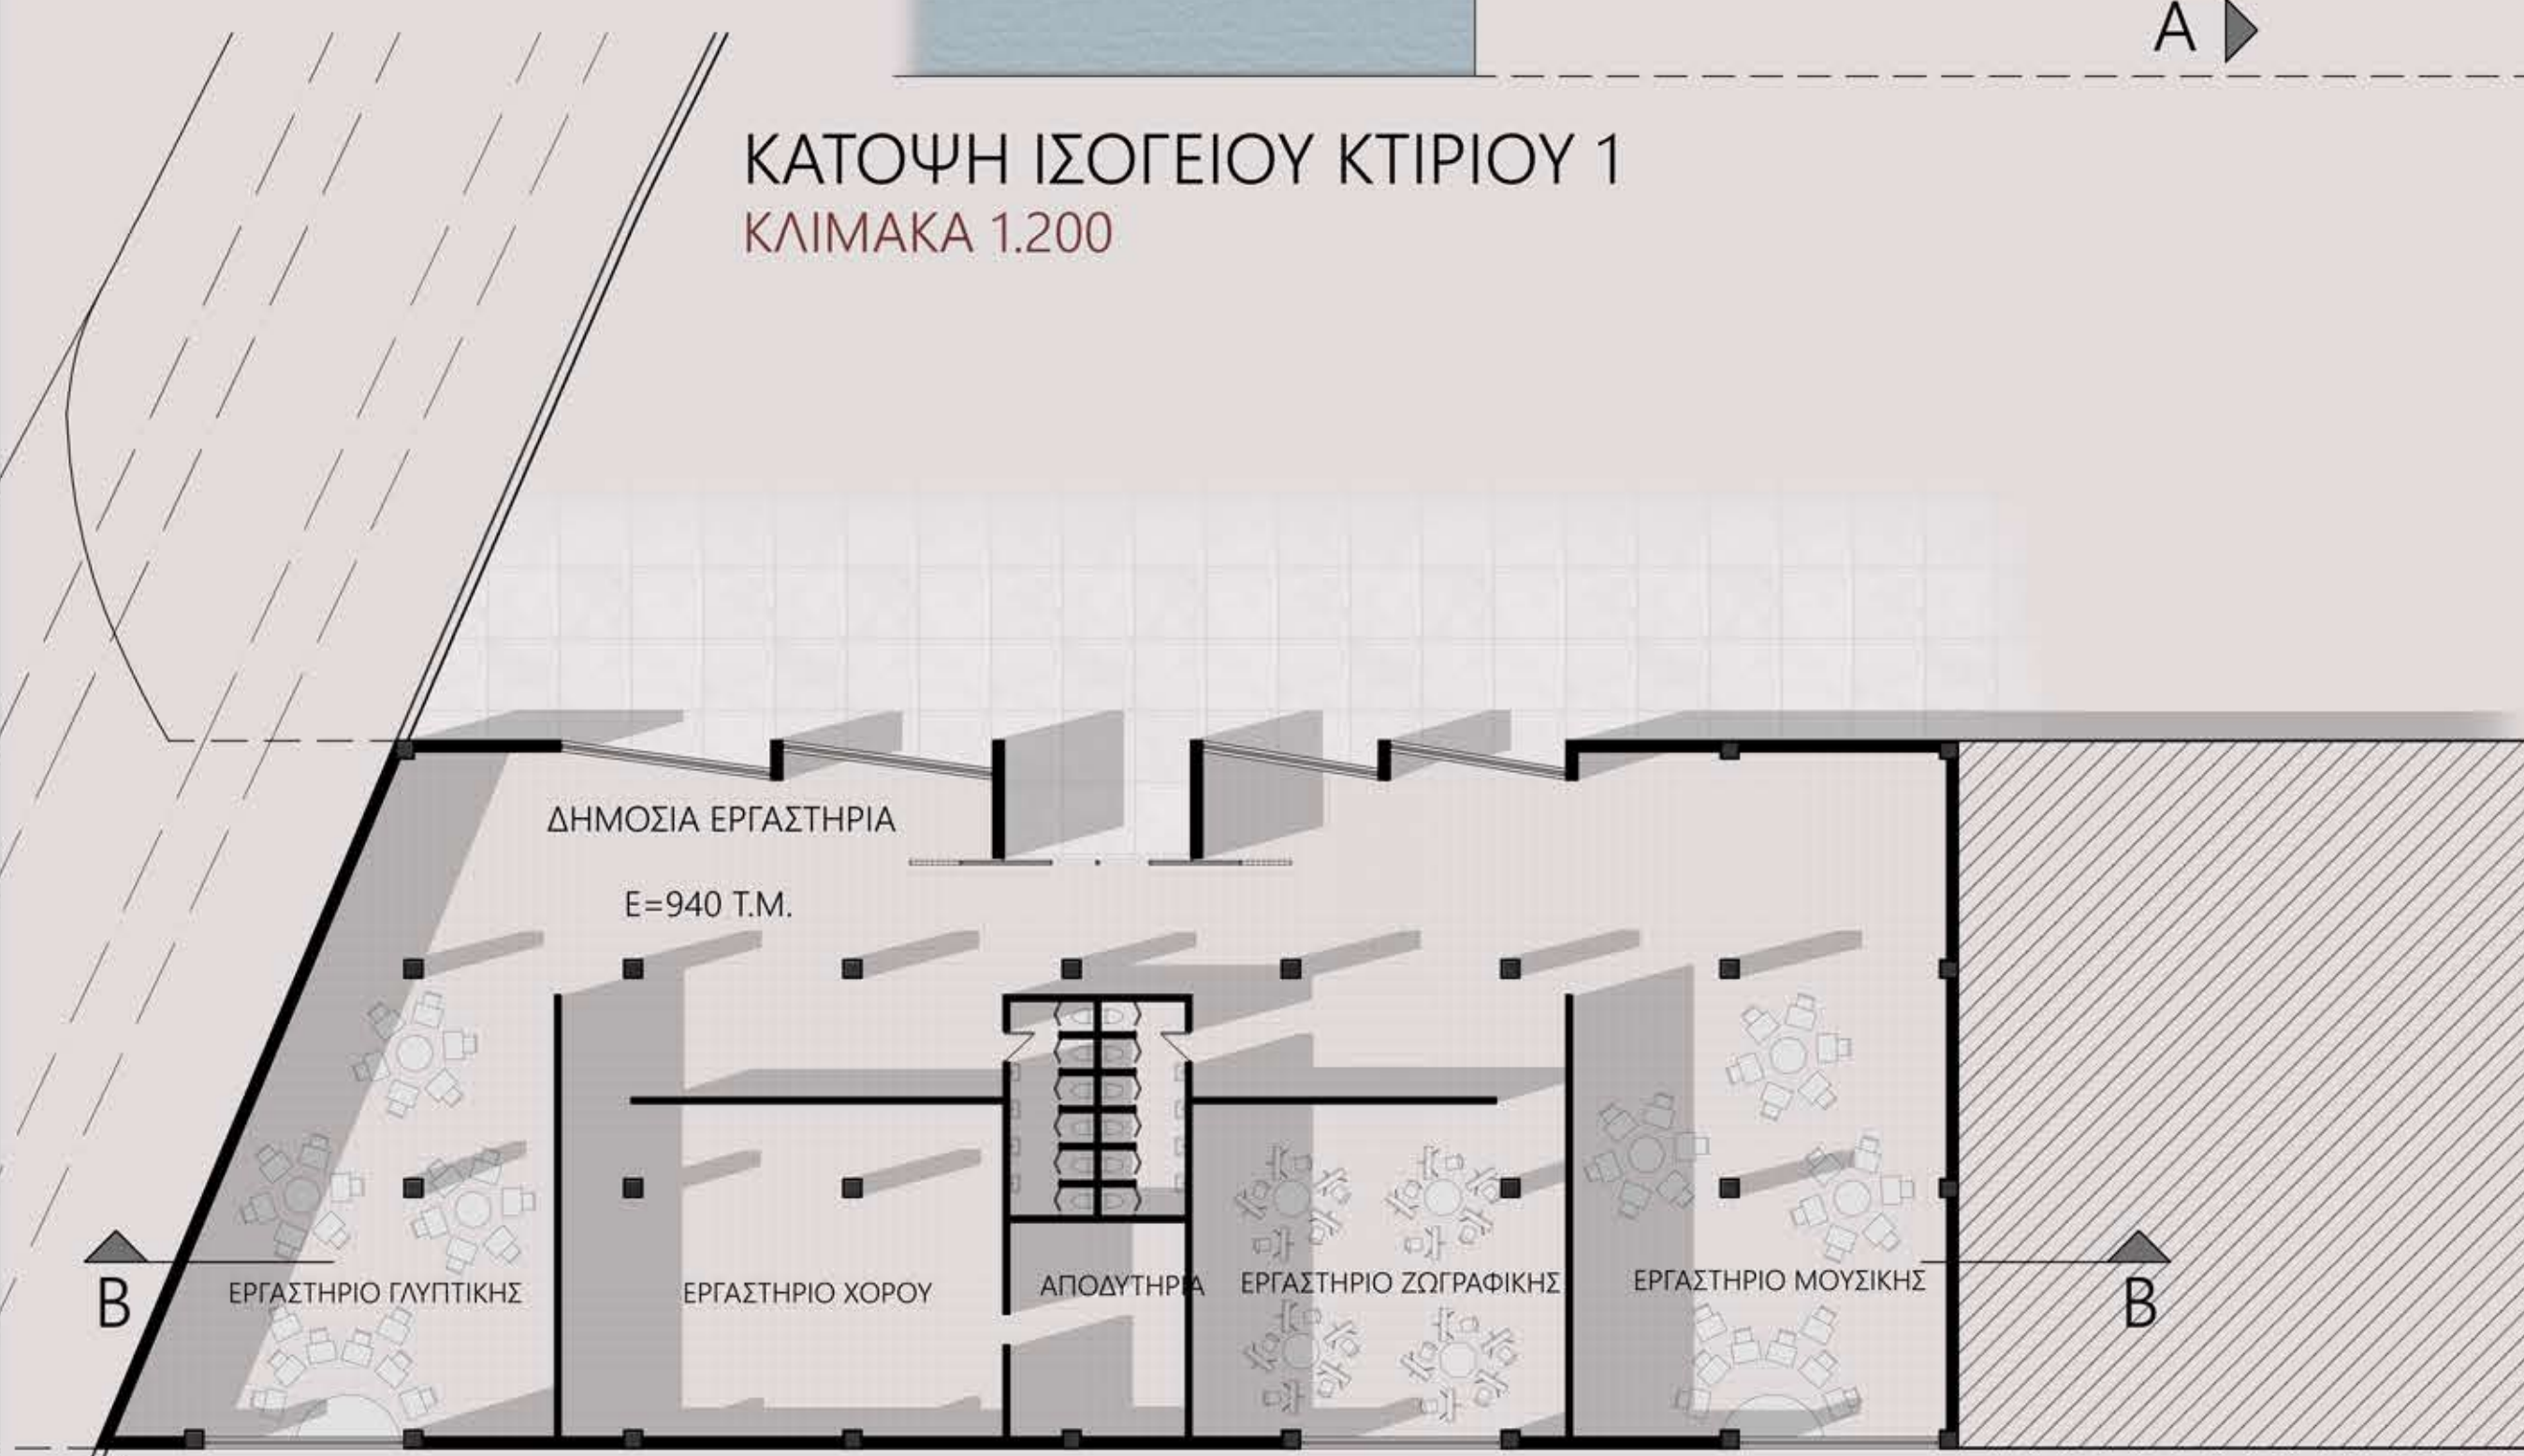 A
ΚΑΤΟΨΗ ΙΣΟΓΕΙΟΥ ΚΤΙΡΙΟΥ 1
ΚΛΙΜΑΚΑ 1.200
ΔΗΜΟΣΙΑ ΕΡΓΑΣΤΗΡΙΑ
Ε=940 Τ.Μ.
ΕΡΓΑΣΤΗΡΙΟ ΓΛΥΠΤΙΚΗΣ
ΕΡΓΑΣΤΗΡΙΟ ΧΟΡΟΥ
ΑΠΟΔΥΤΗΡΙΑ
ΕΡΓΑΣΤΗΡΙΟ ΖΩΓΡΑΦΙΚΗΣ
ΕΡΓΑΣΤΗΡΙΟ ΜΟΥΣΙΚΗΣ
B
B